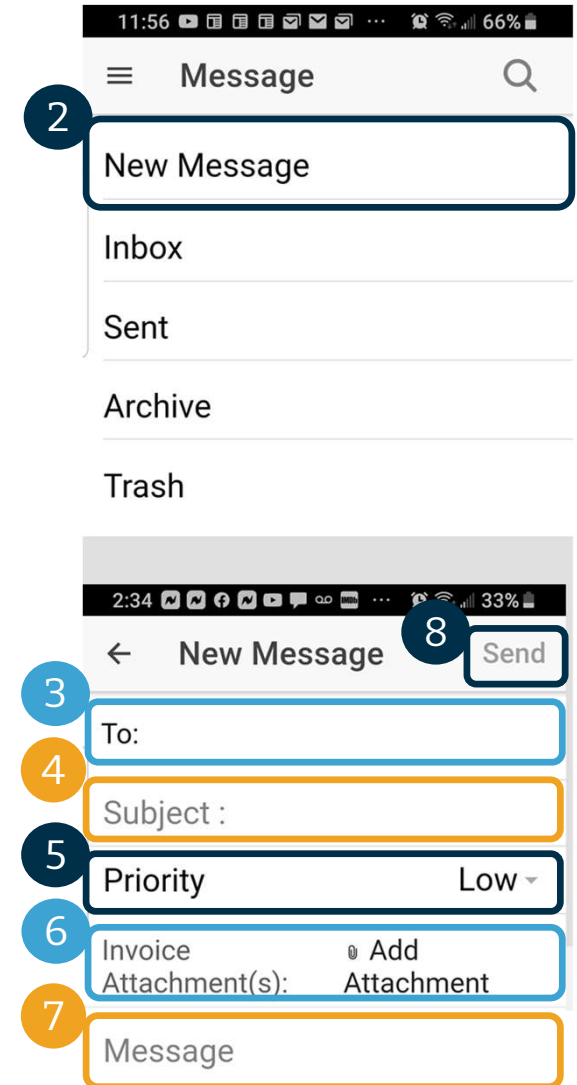 11:56 ... 66%
Message
2
New Message
Inbox
Sent
Archive
Trash
2:34 IMDb ... 33%
New Message 8 Send
3
To:
4
Subject :
5
Priority Low
6
Invoice Add
Attachment(s): Attachment
7
Message